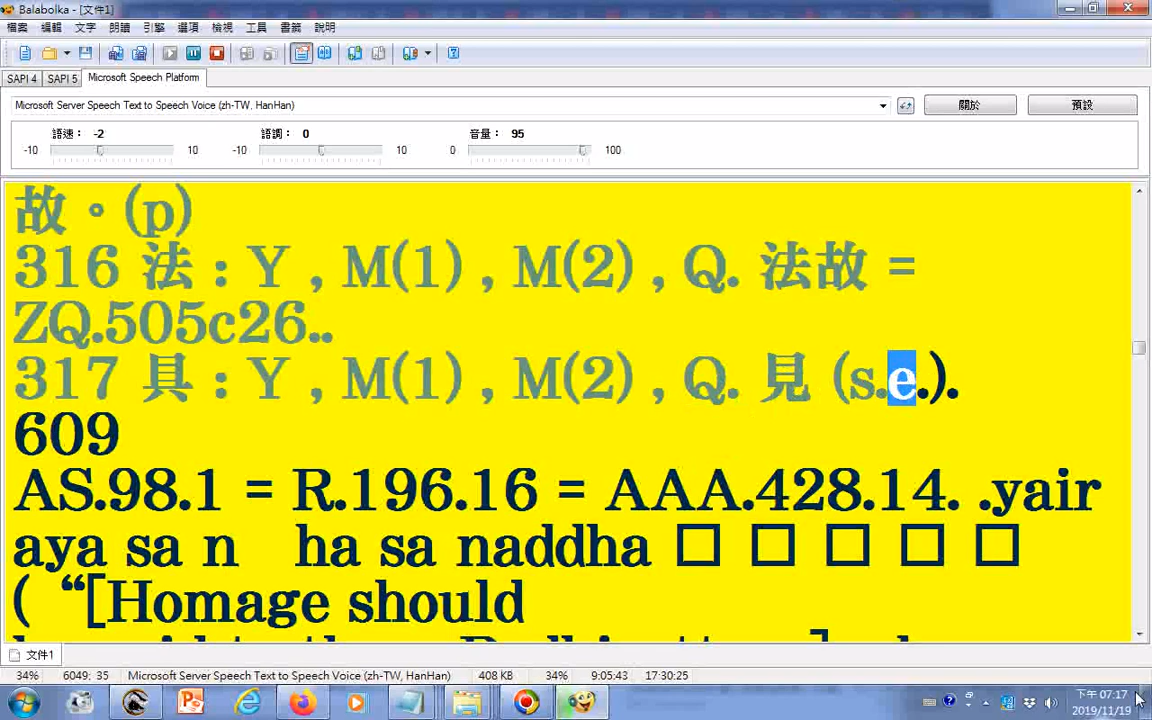 Balabolka - [文件1]
檔案 編輯 文字 朗讀 引擎 選項 檢視 工具 書籤 說明
SAPI 4 SAPI 5 Microsoft Speech Platform
Microsoft Server Speech Text to Speech Voice (zh-TW, HanHan) 關於 預設
語速： -2 語調： 0 音量： 95
-10 10 -10 10 0 100
故。(p)
316 法 : Y , M(1) , M(2) , Q. 法故 =
ZQ.505c26..
317 具 : Y , M(1) , M(2) , Q. 見 (s.e.).
609
AS.98.1 = R.196.16 = AAA.428.14. .yair
aya sa n ha sa naddha □ □ □ □ □
( “[Homage should
文件1
34% 6049: 35 Microsoft Server Speech Text to Speech Voice (zh-TW, HanHan) 408 KB 34% 9:05:43 17:30:25
下午 07:17
2019/11/19